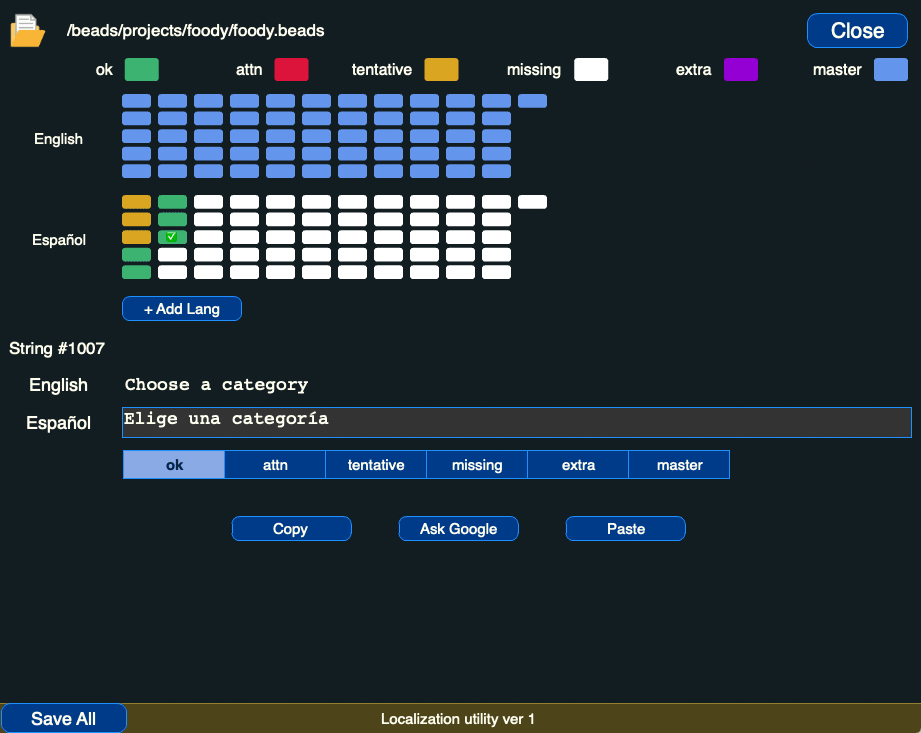 /beads/projects/foody/foody.beads
Close
ok
attn
tentative
missing
extra
master
English
Español
+ Add Lang
String #1007
English
Choose a category
Español
Elige una categoría
ok
attn
tentative
missing
extra
master
Copy
Ask Google
Paste
Save All
Localization utility ver 1